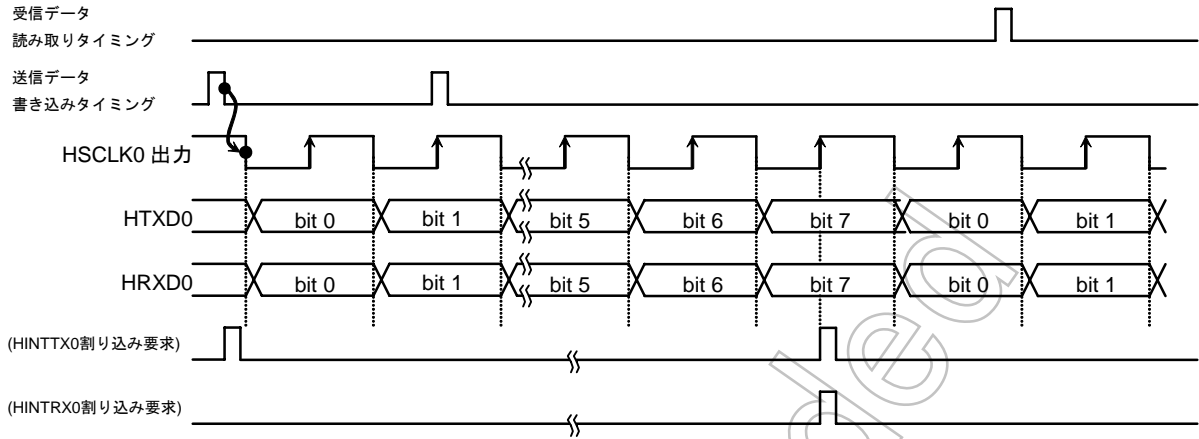 受信データ
読み取りタイミング
送信データ
書き込みタイミング
HSCLK0 出力
HTXD0 bit 0 bit 1 bit 5 bit 6 bit 7 bit 0 bit 1
HRXD0 bit 0 bit 1 bit 5 bit 6 bit 7 bit 0 bit 1
(HINTTX0割り込み要求)
(HINTRX0割り込み要求)
ded